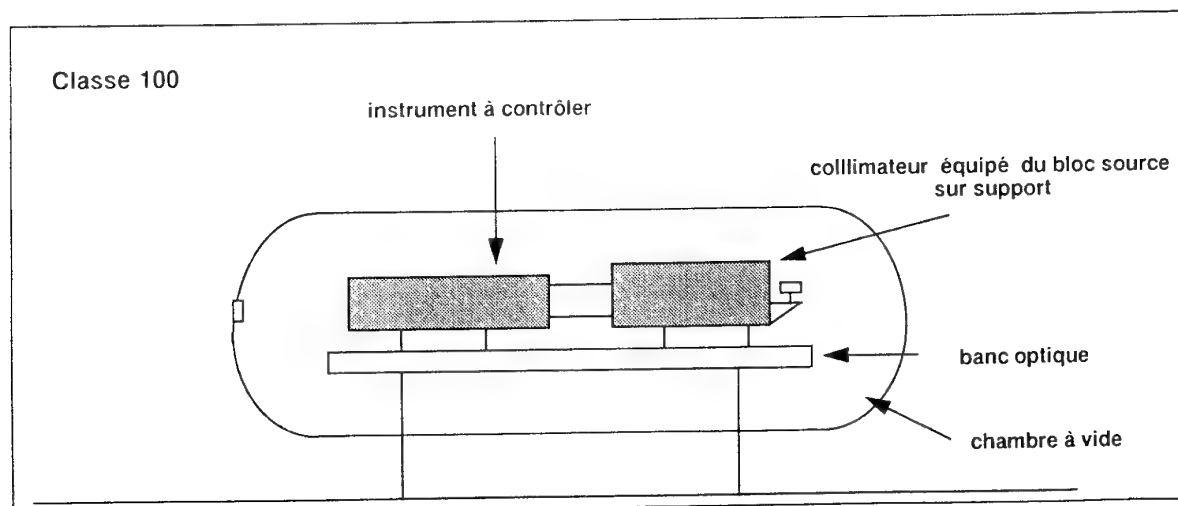 Classe 100
instrument à contrôler
colllimateur équipé du bloc source
sur support
banc optique
chambre à vide